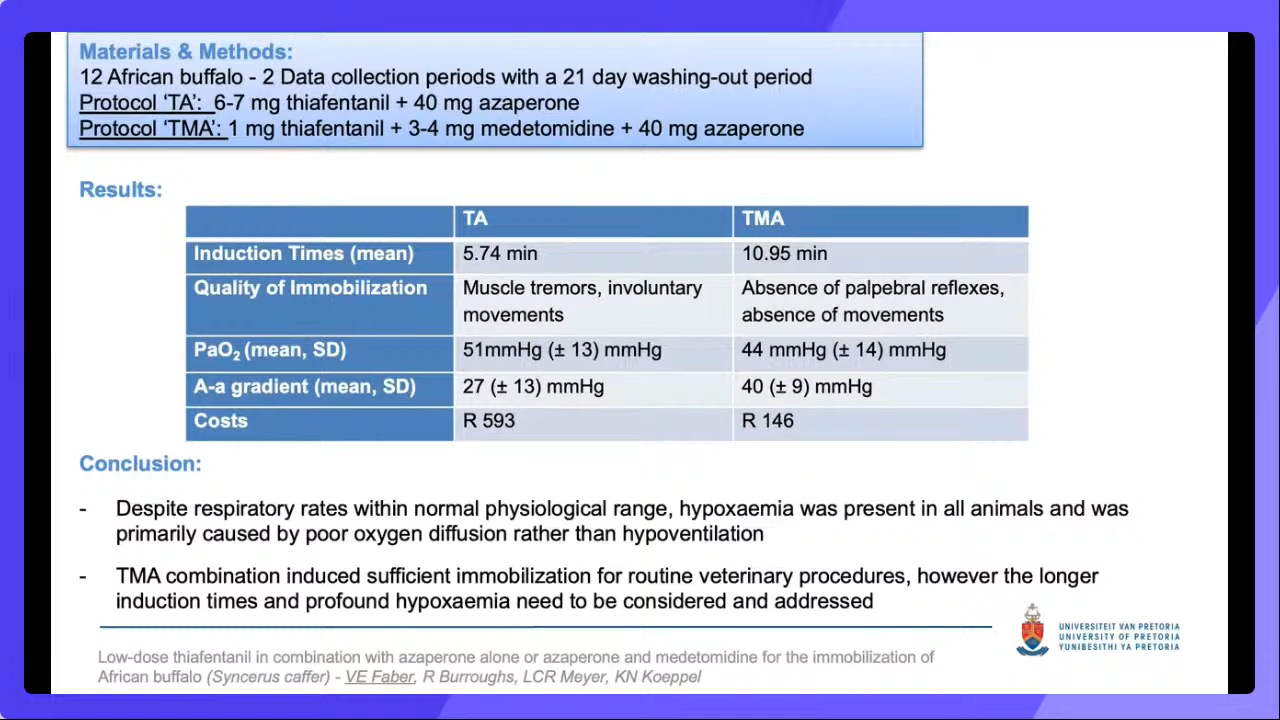 Materials & Methods:
12 African buffalo - 2 Data collection periods with a 21 day washing-out period
Protocol ‘TA’: 6-7 mg thiafentanil + 40 mg azaperone
Protocol ‘TMA’: 1 mg thiafentanil + 3-4 mg medetomidine + 40 mg azaperone
Results:
TA TMA
Induction Times (mean) 5.74 min 10.95 min
Quality of Immobilization Muscle tremors, involuntary Absence of palpebral reflexes,
movements absence of movements
PaO2 (mean, SD) 51mmHg (± 13) mmHg 44 mmHg (± 14) mmHg
A-a gradient (mean, SD) 27 (± 13) mmHg 40 (± 9) mmHg
Costs R 593 R 146
Conclusion:
- Despite respiratory rates within normal physiological range, hypoxaemia was present in all animals and was
primarily caused by poor oxygen diffusion rather than hypoventilation
- TMA combination induced sufficient immobilization for routine veterinary procedures, however the longer
induction times and profound hypoxaemia need to be considered and addressed
UNIVERSITEIT VAN PRETORIA
UNIVERSITY OF PRETORIA
YUNIBESITHI YA PRETORIA
Low-dose thiafentanil in combination with azaperone alone or azaperone and medetomidine for the immobilization of
African buffalo (Syncerus caffer) - VE Faber, R Burroughs, LCR Meyer, KN Koeppel